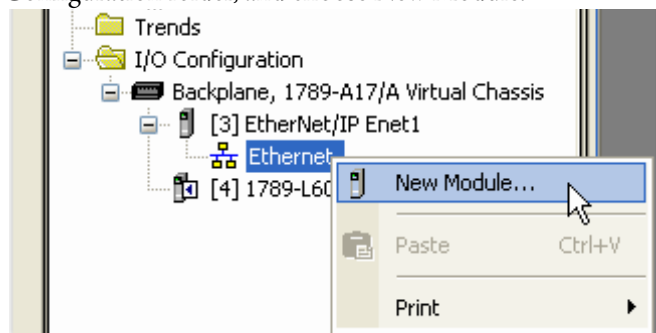 Trends
I/O Configuration
Backplane, 1789-A17/A Virtual Chassis
[3] EtherNet/IP Enet1
Ethernet
[4] 1789-L60
New Module...
Paste Ctrl+V
Print